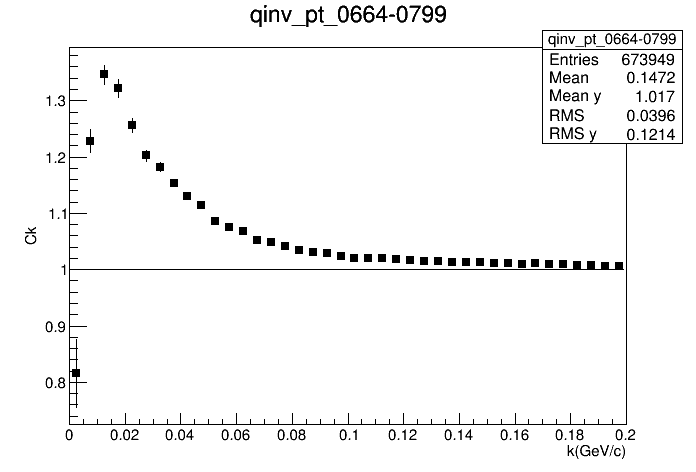 qinv_pt_0664-0799
qinv_pt_0664-0799
Entries 673949
Mean 0.1472
Mean y 1.017
RMS 0.0396
RMS y 0.1214
Ck
1.3
1.2
1.1
1
0.9
0.8
0 0.02 0.04 0.06 0.08 0.1 0.12 0.14 0.16 0.18 0.2
k(GeV/c)